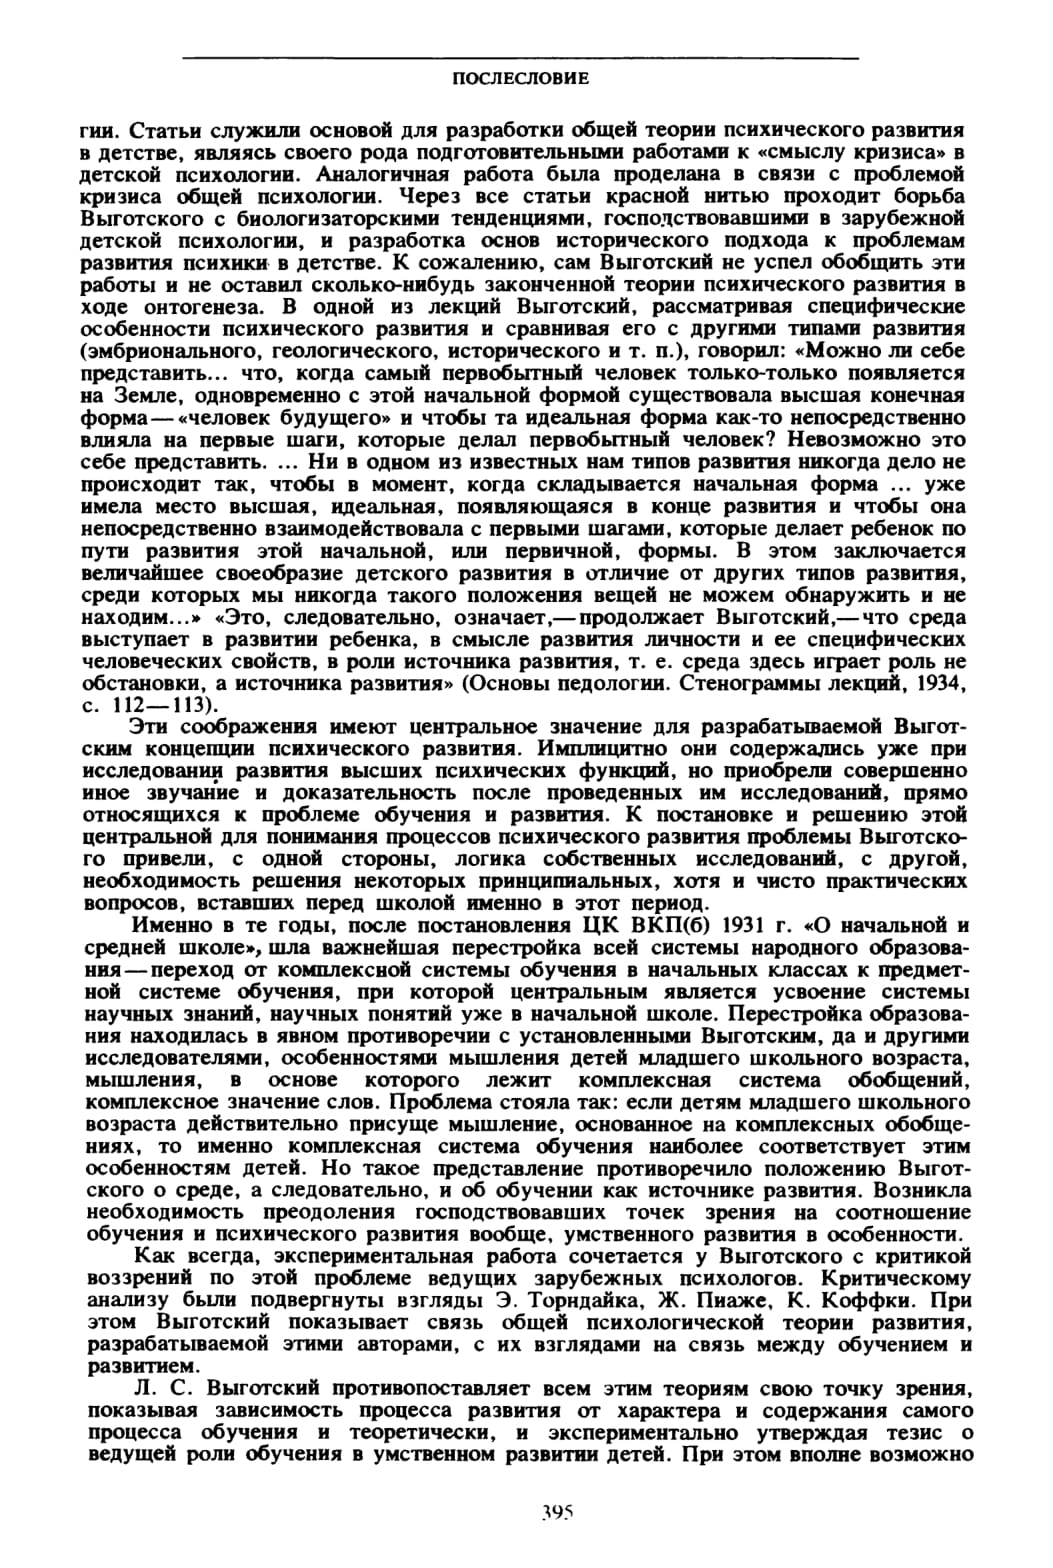 ПОСЛЕСЛОВИЕ
гии. Статьи служили основой для разработки общей теории психического развития
в детстве, являясь своего рода подготовительными работами к «смыслу кризиса» в
детской психологии. Аналогичная работа была проделана в связи с проблемой
кризиса общей психологии. Через все статьи красной нитью проходит борьба
Выготского с биологизаторскими тенденциями, господствовавшими в зарубежной
детской психологии, и разработка основ исторического подхода к проблемам
развития психики в детстве. К сожалению, сам Выготский не успел обобщить эти
работы и не оставил сколько-нибудь законченной теории психического развития в
ходе онтогенеза. В одной из лекций Выготский, рассматривая специфические
особенности психического развития и сравнивая его с другими типами развития
(эмбрионального, геологического, исторического и т. п.), говорил: «Можно ли себе
представить... что, когда самый первобытный человек только-только появляется
на Земле, одновременно с этой начальной формой существовала высшая конечная
форма—«человек будущего» и чтобы та идеальная форма как-то непосредственно
влияла на первые шаги, которые делал первобытный человек? Невозможно это
себе представить. ... Ни в одном из известных нам типов развития никогда дело не
происходит так, чтобы в момент, когда складывается начальная форма ... уже
имела место высшая, идеальная, появляющаяся в конце развития и чтобы она
непосредственно взаимодействовала с первыми шагами, которые делает ребенок по
пути развития этой начальной, или первичной, формы. В этом заключается
величайшее своеобразие детского развития в отличие от других типов развития,
среди которых мы никогда такого положения вещей не можем обнаружить и не
находим...» «Это, следовательно, означает,—продолжает Выготский,—что среда
выступает в развитии ребенка, в смысле развития личности и ее специфических
человеческих свойств, в роли источника развития, т. е. среда здесь играет роль не
обстановки, а источника развития» (Основы педологии. Стенограммы лекций, 1934,
с. 112—113).
Эти соображения имеют центральное значение для разрабатываемой Выгот-
ским концепции психического развития. Имплицитно они содержались уже при
исследовании развития высших психических функций, но приобрели совершенно
иное звучание и доказательность после проведенных им исследований, прямо
относящихся к проблеме обучения и развития. К постановке и решению этой
центральной для понимания процессов психического развития проблемы Выготско-
го привели, с одной стороны, логика собственных исследований, с другой,
необходимость решения некоторых принципиальных, хотя и чисто практических
вопросов, вставших перед школой именно в этот период.
Именно в те годы, после постановления ЦК ВКП(б) 1931 г. «О начальной и
средней школе», шла важнейшая перестройка всей системы народного образова-
ния—переход от комплексной системы обучения в начальных классах к предмет-
ной системе обучения, при которой центральным является усвоение системы
научных знаний, научных понятий уже в начальной школе. Перестройка образова-
ния находилась в явном противоречии с установленными Выготским, да и другими
исследователями, особенностями мышления детей младшего школьного возраста,
мышления, в основе которого лежит комплексная система обобщений,
комплексное значение слов. Проблема стояла так: если детям младшего школьного
возраста действительно присуще мышление, основанное на комплексных обобще-
ниях, то именно комплексная система обучения наиболее соответствует этим
особенностям детей. Но такое представление противоречило положению Выгот-
ского о среде, а следовательно, и об обучении как источнике развития. Возникла
необходимость преодоления господствовавших точек зрения на соотношение
обучения и психического развития вообще, умственного развития в особенности.
Как всегда, экспериментальная работа сочетается у Выготского с критикой
воззрений по этой проблеме ведущих зарубежных психологов. Критическому
анализу были подвергнуты взгляды Э. Торндайка, Ж. Пиаже, К. Коффки. При
этом Выготский показывает связь общей психологической теории развития,
разрабатываемой этими авторами, с их взглядами на связь между обучением и
развитием.
Л. С. Выготский противопоставляет всем этим теориям свою точку зрения,
показывая зависимость процесса развития от характера и содержания самого
процесса обучения и теоретически, и экспериментально утверждая тезис о
ведущей роли обучения в умственном развитии детей. При этом вполне возможно
395